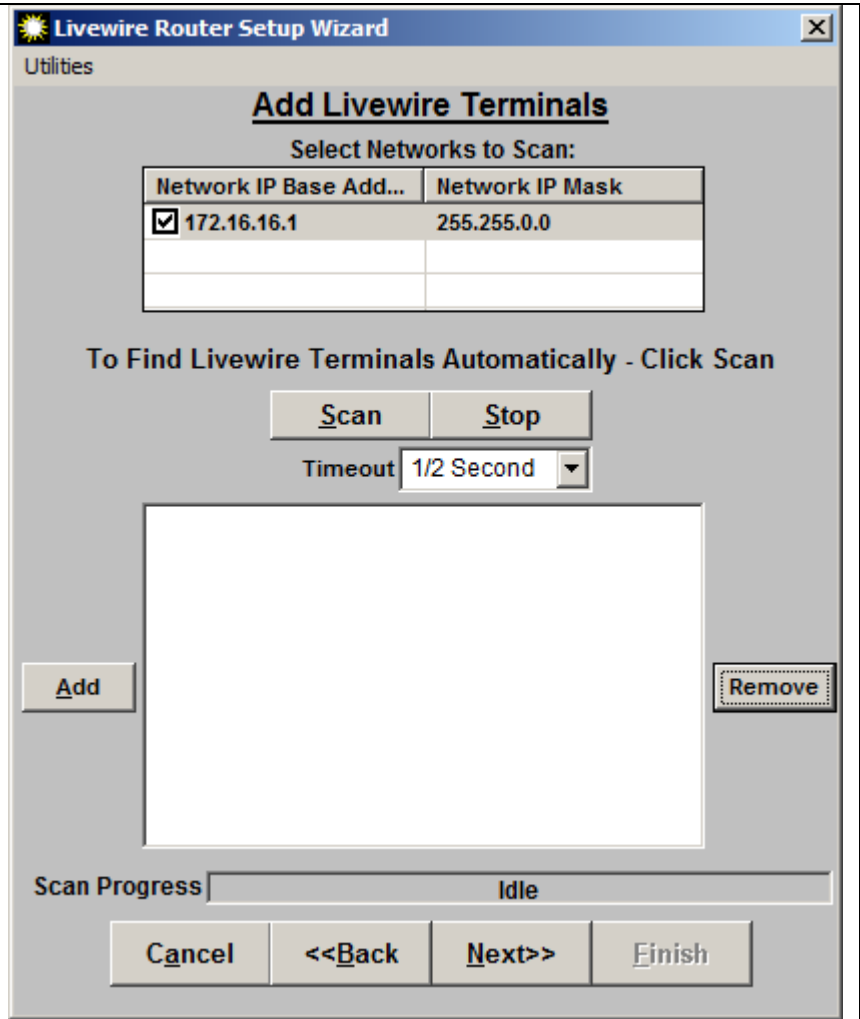 Livewire Router Setup Wizard
Utilities
Add Livewire Terminals
Select Networks to Scan:
Network IP Base Add... Network IP Mask
172.16.16.1 255.255.0.0
To Find Livewire Terminals Automatically - Click Scan
Scan Stop
Timeout 1/2 Second
Add Remove
Scan Progress Idle
Cancel <<Back Next>> Finish